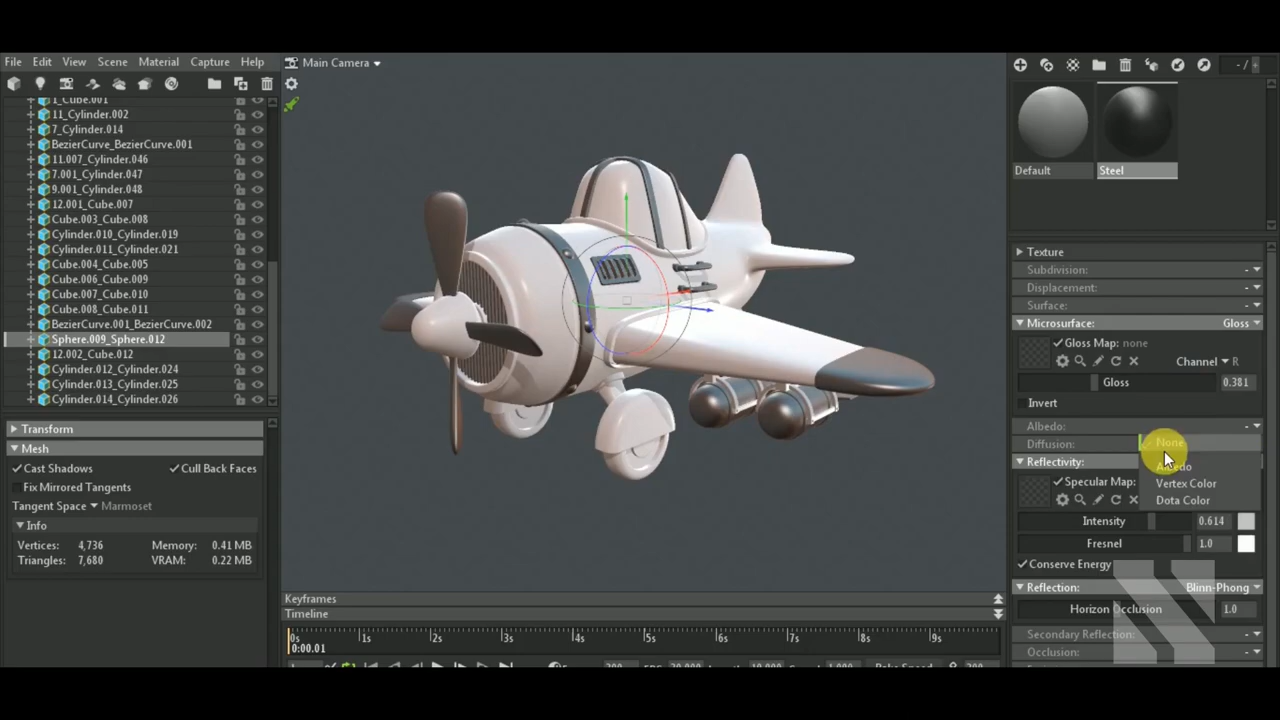 File Edit View Scene Material Capture Help
Main Camera
- /
1_Cube.001
11_Cylinder.002
7_Cylinder.014
BezierCurve_BezierCurve.001
11.007_Cylinder.046
7.001_Cylinder.047
9.001_Cylinder.048
12.001_Cube.007
Cube.003_Cube.008
Cylinder.010_Cylinder.019
Cylinder.011_Cylinder.021
Cube.004_Cube.005
Cube.006_Cube.009
Cube.007_Cube.010
Cube.008_Cube.011
BezierCurve.001_BezierCurve.002
Sphere.009_Sphere.012
12.002_Cube.012
Cylinder.012_Cylinder.024
Cylinder.013_Cylinder.025
Cylinder.014_Cylinder.026
Transform
Mesh
Cast Shadows Cull Back Faces
Fix Mirrored Tangents
Tangent Space Marmoset
Info
Vertices: 4,736 Memory: 0.41 MB
Triangles: 7,680 VRAM: 0.22 MB
Keyframes
Timeline
0s 1s 2s 3s 4s 5s 6s 7s 8s 9s
0:00.01
Default Steel
Texture
Subdivision: -
Displacement: -
Surface: -
Microsurface: Gloss
Gloss Map: none
Channel R
Gloss 0.381
Invert
Albedo: -
Diffusion:
None
Albedo
Vertex Color
Dota Color
Reflectivity:
Specular Map:
Intensity 0.614
Fresnel 1.0
Conserve Energy
Reflection: Blinn-Phong
Horizon Occlusion 1.0
Secondary Reflection: -
Occlusion: -